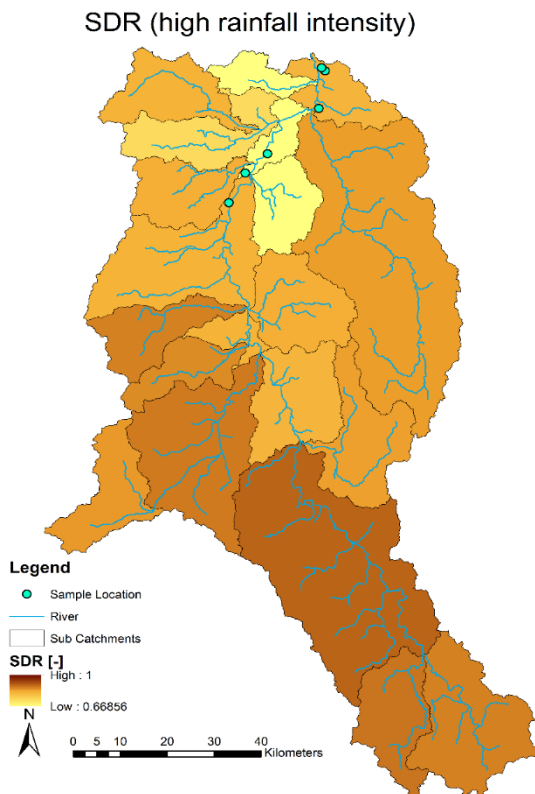 SDR (high rainfall intensity)
Legend
Sample Location
River
Sub Catchments
SDR [-]
High : 1
Low : 0.66856
N
0 5 10 20 30 40
Kilometers